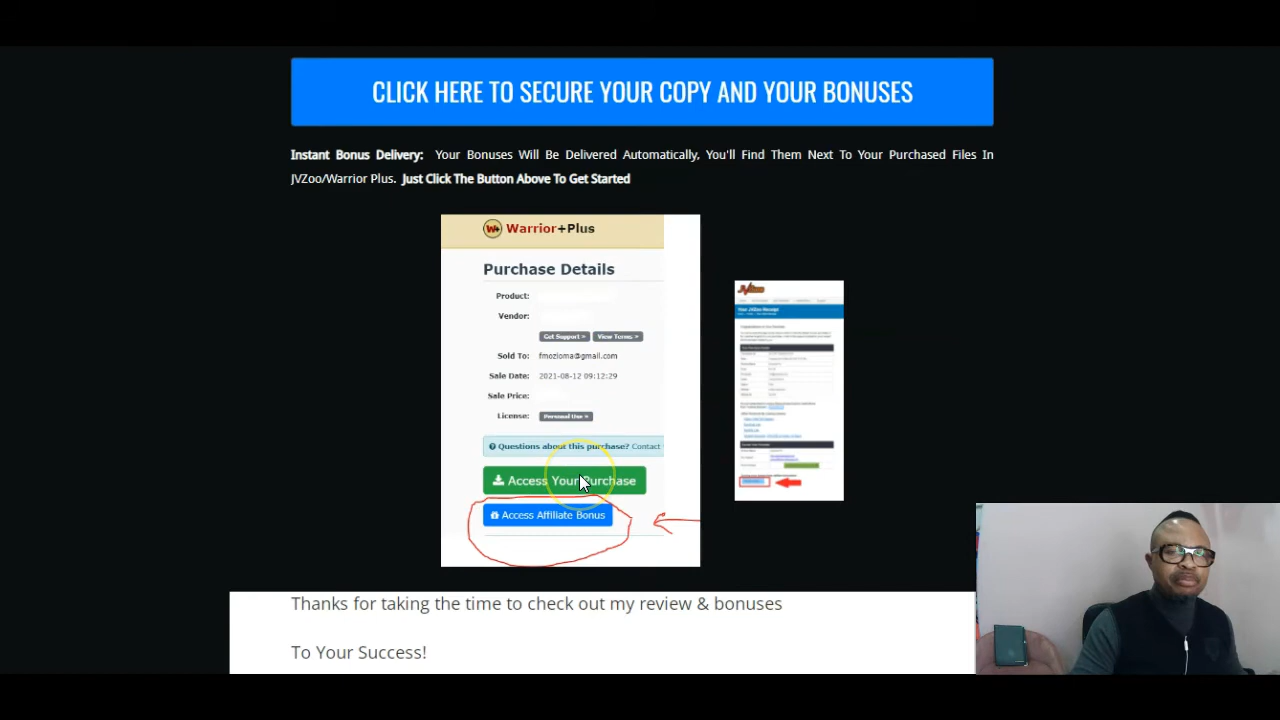 CLICK HERE TO SECURE YOUR COPY AND YOUR BONUSES
Instant Bonus Delivery: Your Bonuses Will Be Delivered Automatically, You'll Find Them Next To Your Purchased Files In
JVZoo/Warrior Plus. Just Click The Button Above To Get Started
W+ Warrior+Plus
Purchase Details
Product:
Vendor:
Get Support » View Terms »
Sold To: fmozioma@gmail.com
Sale Date: 2021-08-12 09:12:29
Sale Price:
License: Personal Use »
Questions about this purchase? Contact
Access Your Purchase
Access Affiliate Bonus
JVZoo
Your JVZoo Receipt
Thanks for taking the time to check out my review & bonuses
To Your Success!